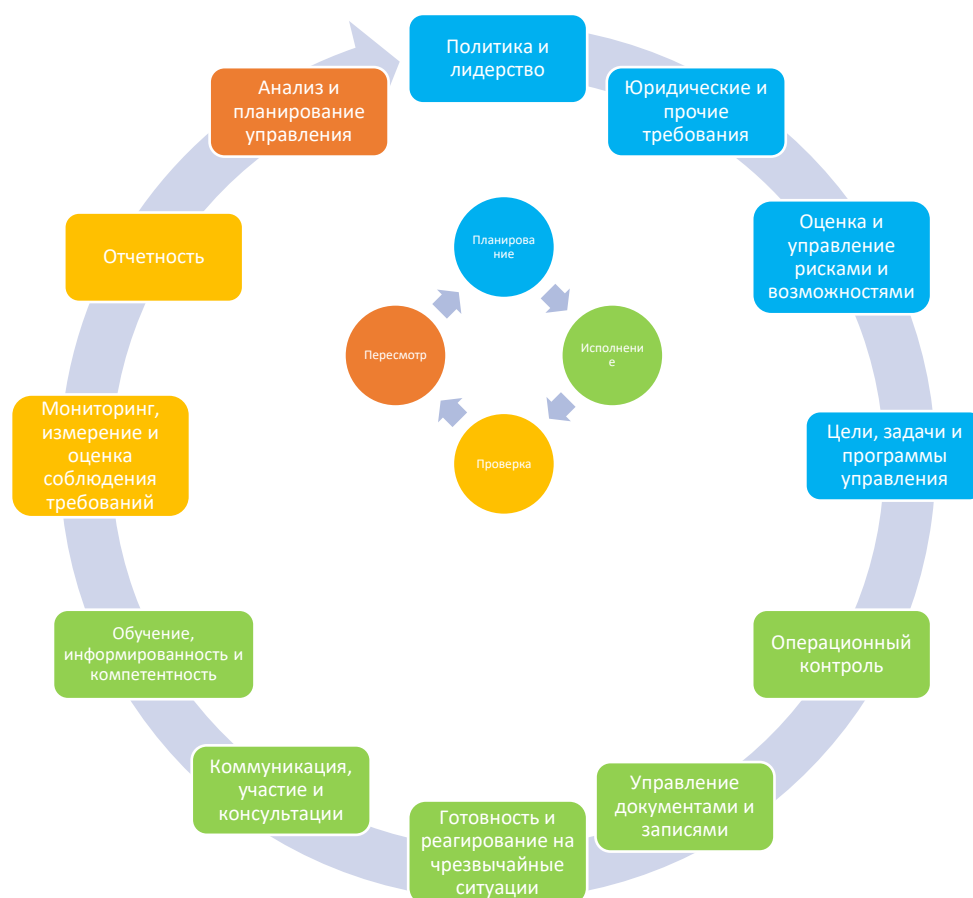 Политика и
лидерство
Юридические и
прочие
требования
Оценка и
управление
рисками и
возможностями
Цели, задачи и
программы
управления
Операционный
контроль
Управление
документами и
записями
Готовность и
реагирование на
чрезвычайные
ситуации
Коммуникация,
участие и
консультации
Обучение,
информированность и
компетентность
Мониторинг,
измерение и
оценка
соблюдения
требований
Отчетность
Анализ и
планирование
управления
Планирова
ние
Исполнени
е
Проверка
Пересмотр